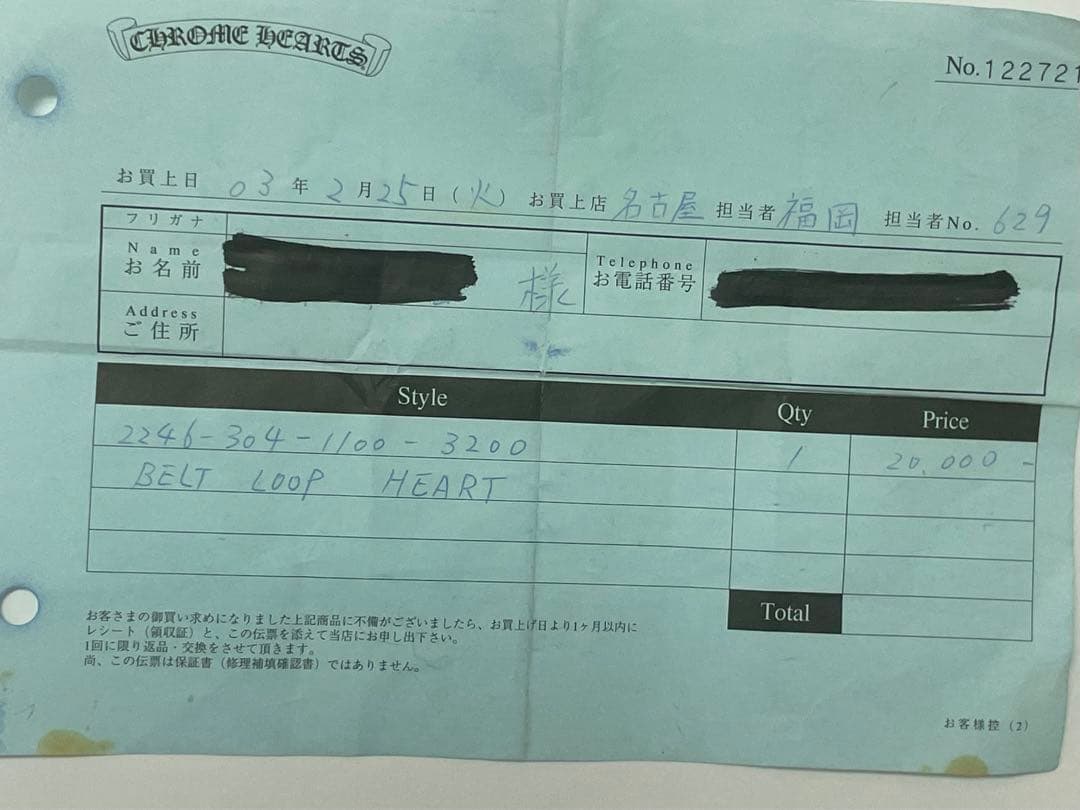 CHROME HEARTS
No.122721
お買上日 03年2月25日(火) お買上店 名古屋 担当者 福岡 担当者No. 629
フリガナ
Name
お名前 様
Telephone
お電話番号
Address
ご住所
Style Qty Price
2246-304-1100-3200 1 20,000-
BELT LOOP HEART
Total
お客さまの御買い求めになりました上記商品に不備がございましたら、お買上げ日より1ヶ月以内に
レシート(領収証)と、この伝票を添えて当店にお申し出下さい。
1回に限り返品・交換をさせて頂きます。
尚、この伝票は保証書(修理補填確認書)ではありません。
お客様控(2)